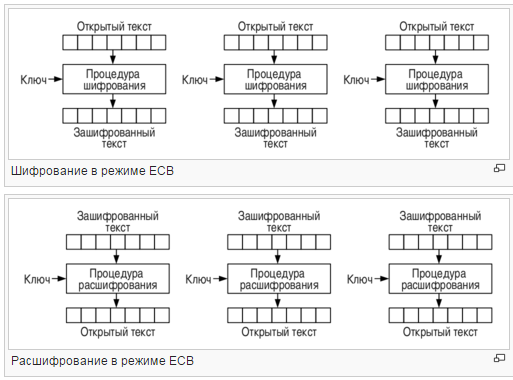 Открытый текст Открытый текст Открытый текст
Ключ Процедура шифрования Ключ Процедура шифрования Ключ Процедура шифрования
Зашифрованный текст Зашифрованный текст Зашифрованный текст
Шифрование в режиме ECB
Зашифрованный текст Зашифрованный текст Зашифрованный текст
Ключ Процедура расшифрования Ключ Процедура расшифрования Ключ Процедура расшифрования
Открытый текст Открытый текст Открытый текст
Расшифрование в режиме ECB